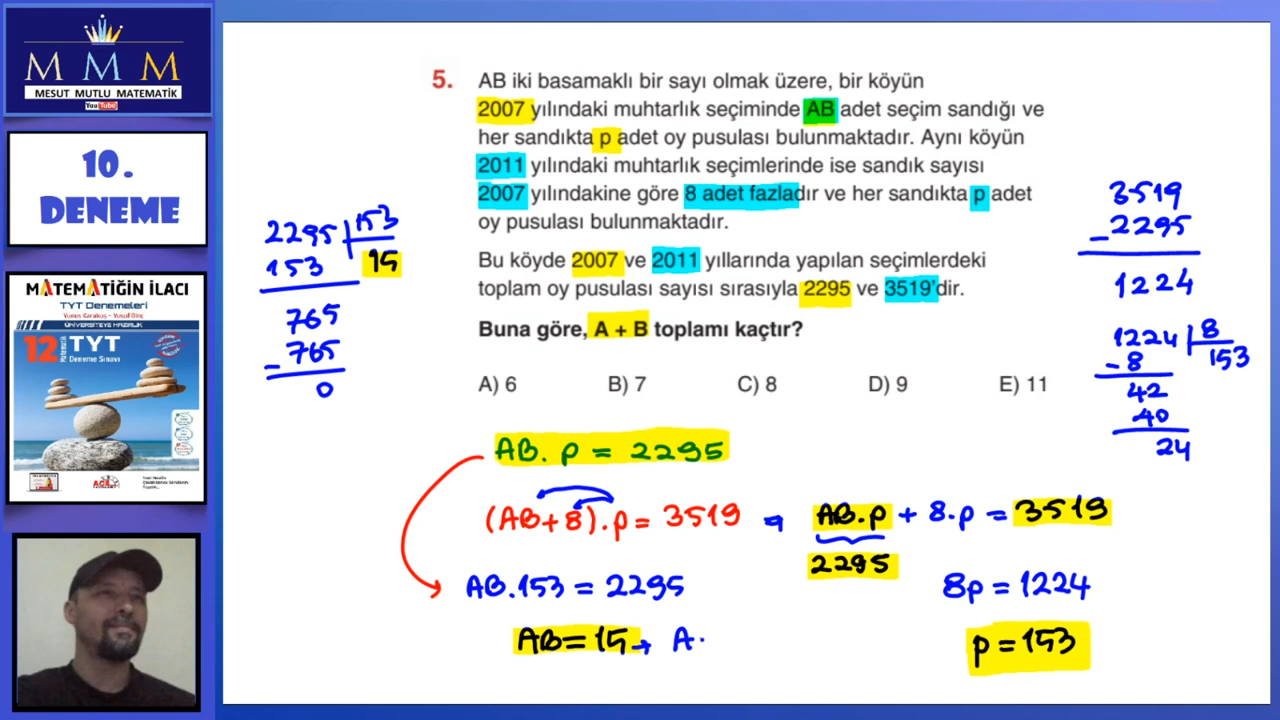 M M M
MESUT MUTLU MATEMATİK
YouTube
10.
DENEME
MATEMATİĞİN İLACI
TYT Denemeleri
ÜNİVERSİTEYE HAZIRLIK
12 TYT
Matematik
Deneme Sınavı
5. AB iki basamaklı bir sayı olmak üzere, bir köyün
2007 yılındaki muhtarlık seçiminde AB adet seçim sandığı ve
her sandıkta p adet oy pusulası bulunmaktadır. Aynı köyün
2011 yılındaki muhtarlık seçimlerinde ise sandık sayısı
2007 yılındakine göre 8 adet fazladır ve her sandıkta p adet
oy pusulası bulunmaktadır.
Bu köyde 2007 ve 2011 yıllarında yapılan seçimlerdeki
toplam oy pusulası sayısı sırasıyla 2295 ve 3519'dir.
Buna göre, A + B toplamı kaçtır?
A) 6 B) 7 C) 8 D) 9 E) 11
2295 153
153 15
765
- 765
0
3519
- 2295
1224
1224 8
- 8 153
42
40
24
AB. p = 2295
(AB+8).p = 3519 ⇒ AB.p + 8.p = 3519
2295
AB.153 = 2295 8p = 1224
AB=15 → A. p=153